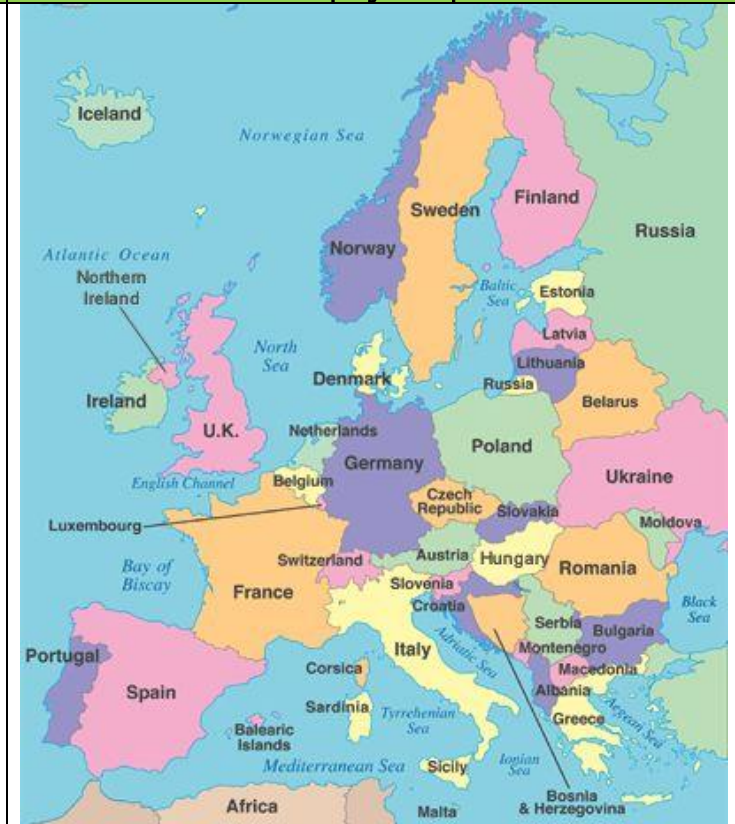 Iceland
Norwegian Sea
Finland
Sweden
Russia
Norway
Atlantic Ocean
Northern
Ireland
Baltic
Sea
Estonia
Latvia
North
Sea
Lithuania
Denmark
Russia
Ireland
Belarus
U.K.
Netherlands
Poland
Germany
Ukraine
English Channel
Belgium
Czech
Republic
Slovakia
Luxembourg
Moldova
Austria
Hungary
Switzerland
Romania
Bay of
Biscay
Slovenia
France
Croatia
Black
Sea
Serbia
Bulgaria
Adriatic Sea
Montenegro
Italy
Portugal
Macedonia
Corsica
Albania
Spain
Sardinia
Tyrrehenian
Sea
Greece
Aegean Sea
Balearic
Islands
Mediterranean Sea
Sicily
Ionian
Sea
Bosnia
& Herzegovina
Africa
Malta